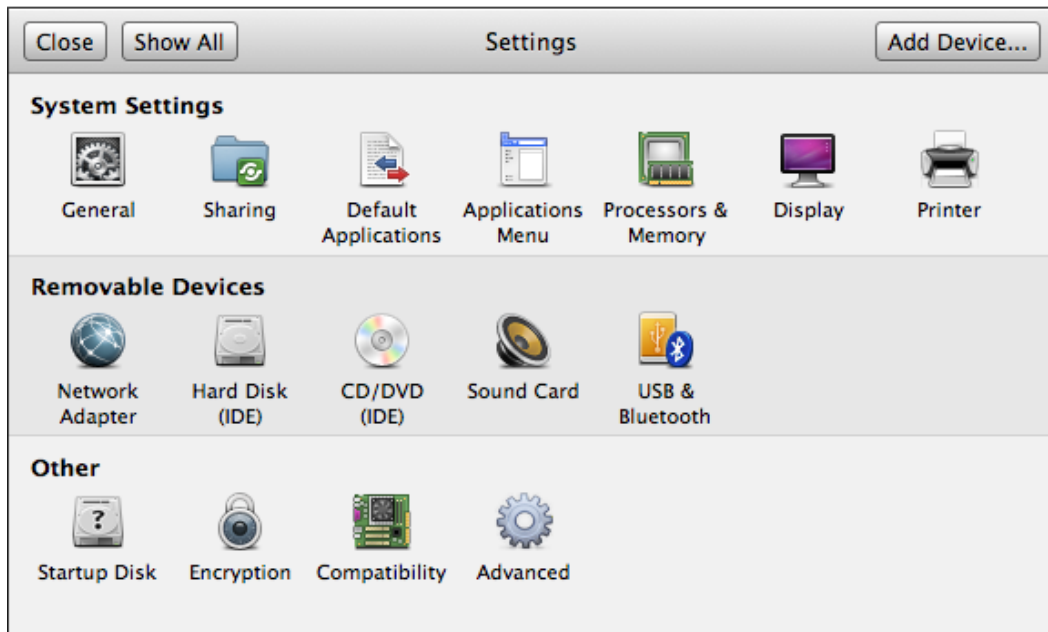 Close Show All Settings Add Device...
System Settings
General Sharing Default Applications Applications Menu Processors & Memory Display Printer
Removable Devices
Network Adapter Hard Disk (IDE) CD/DVD (IDE) Sound Card USB & Bluetooth
Other
?
Startup Disk Encryption Compatibility Advanced